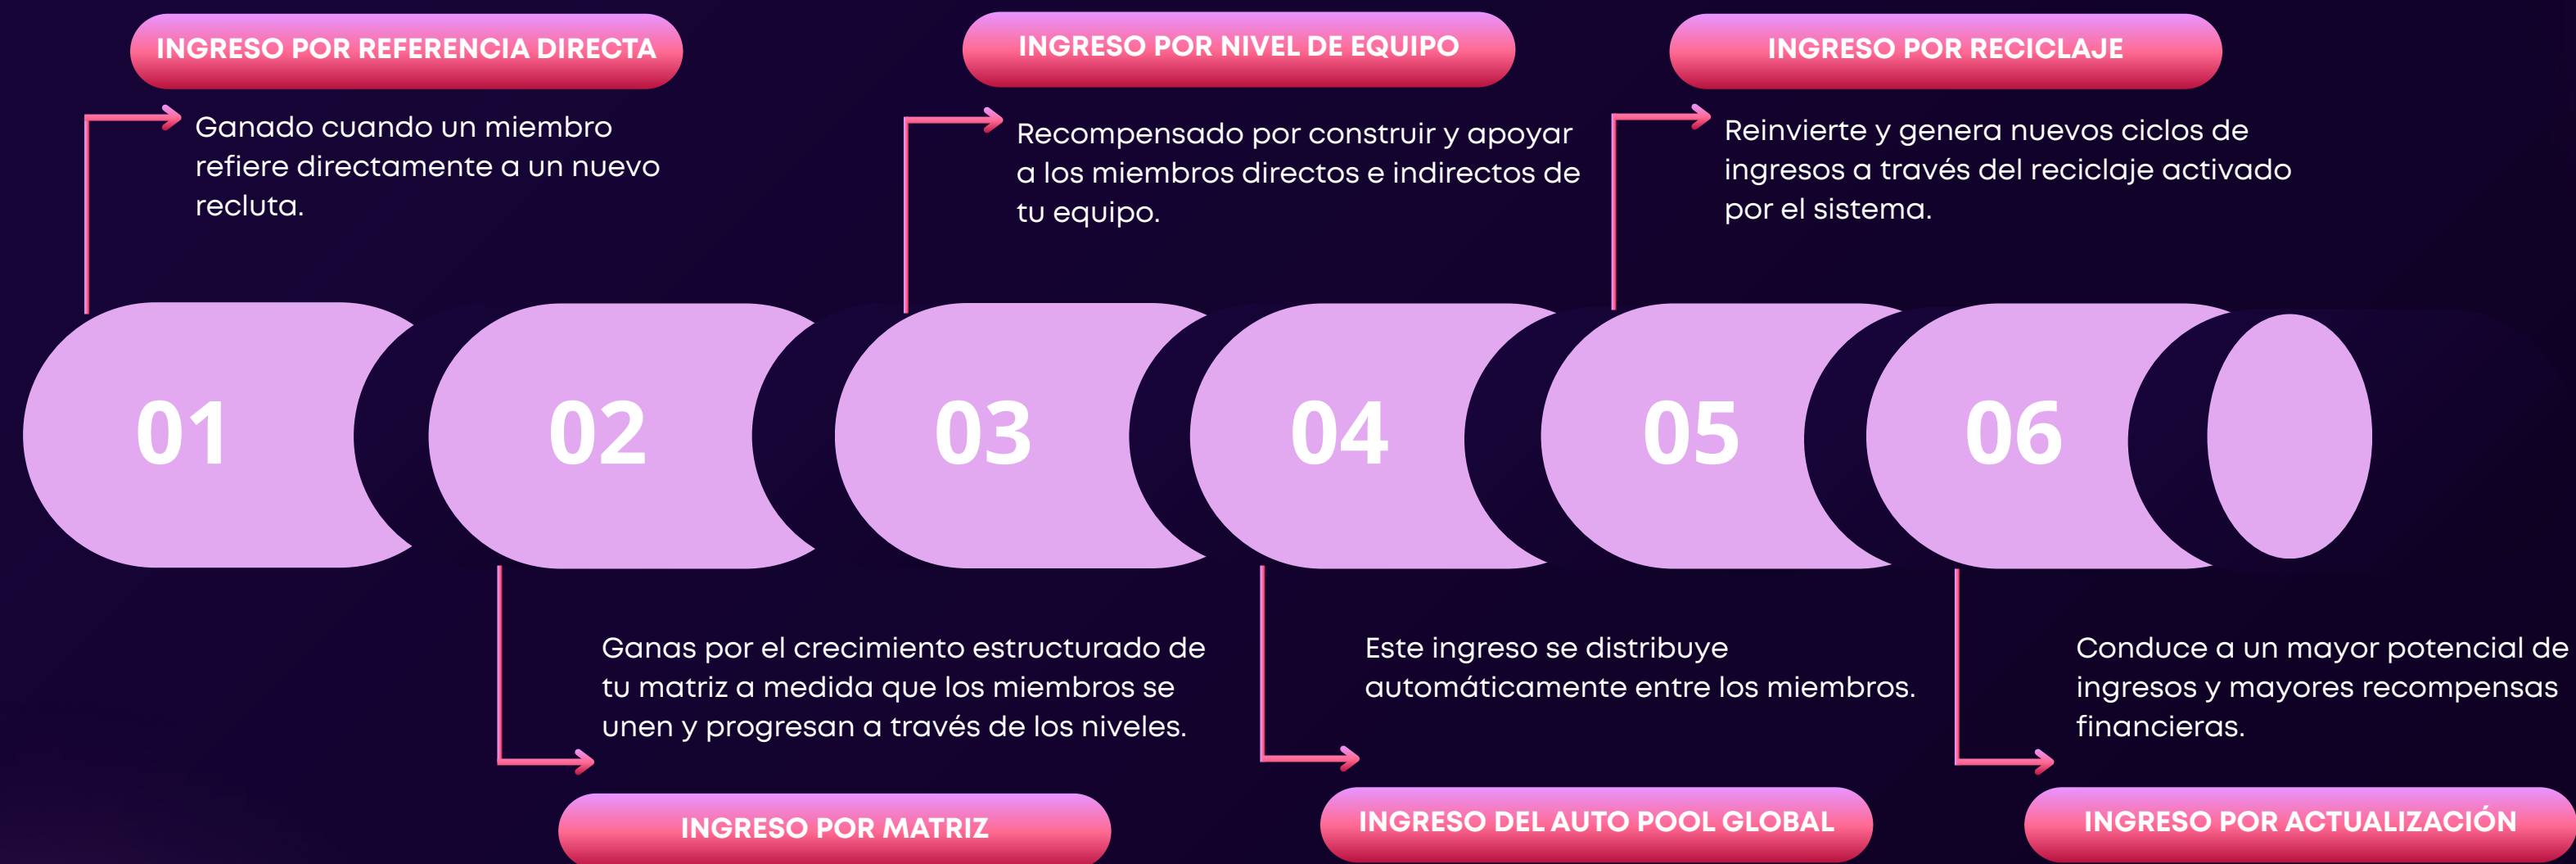 INGRESO POR REFERENCIA DIRECTA
Ganado cuando un miembro
refiere directamente a un nuevo
recluta.
INGRESO POR NIVEL DE EQUIPO
Recompensado por construir y apoyar
a los miembros directos e indirectos de
tu equipo.
INGRESO POR RECICLAJE
Reinvierte y genera nuevos ciclos de
ingresos a través del reciclaje activado
por el sistema.
01
02
03
04
05
06
Ganas por el crecimiento estructurado de
tu matriz a medida que los miembros se
unen y progresan a través de los niveles.
INGRESO POR MATRIZ
Este ingreso se distribuye
automáticamente entre los miembros.
INGRESO DEL AUTO POOL GLOBAL
Conduce a un mayor potencial de
ingresos y mayores recompensas
financieras.
INGRESO POR ACTUALIZACIÓN